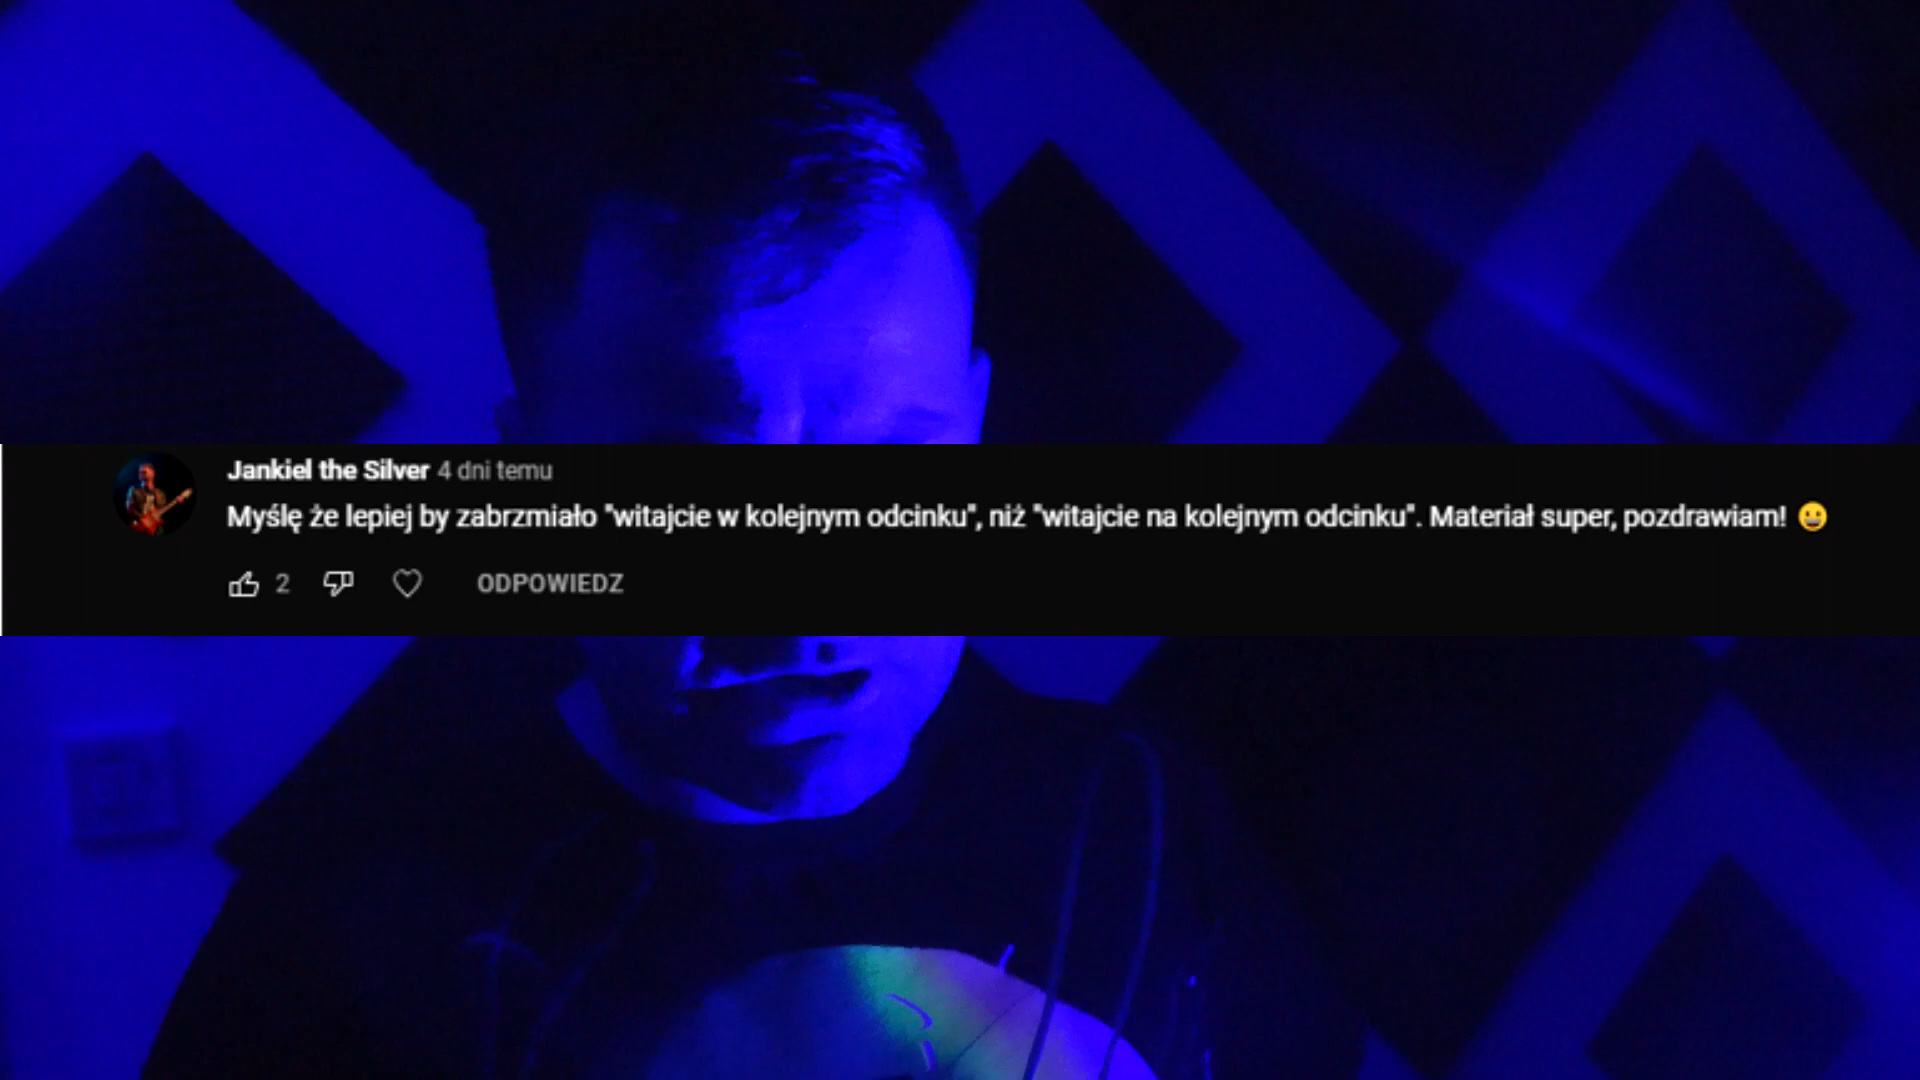 Jankiel the Silver 4 dni temu
Myślę że lepiej by zabrzmiało "witajcie w kolejnym odcinku", niż "witajcie na kolejnym odcinku". Materiał super, pozdrawiam! 😀
2 ODPOWIEDZ